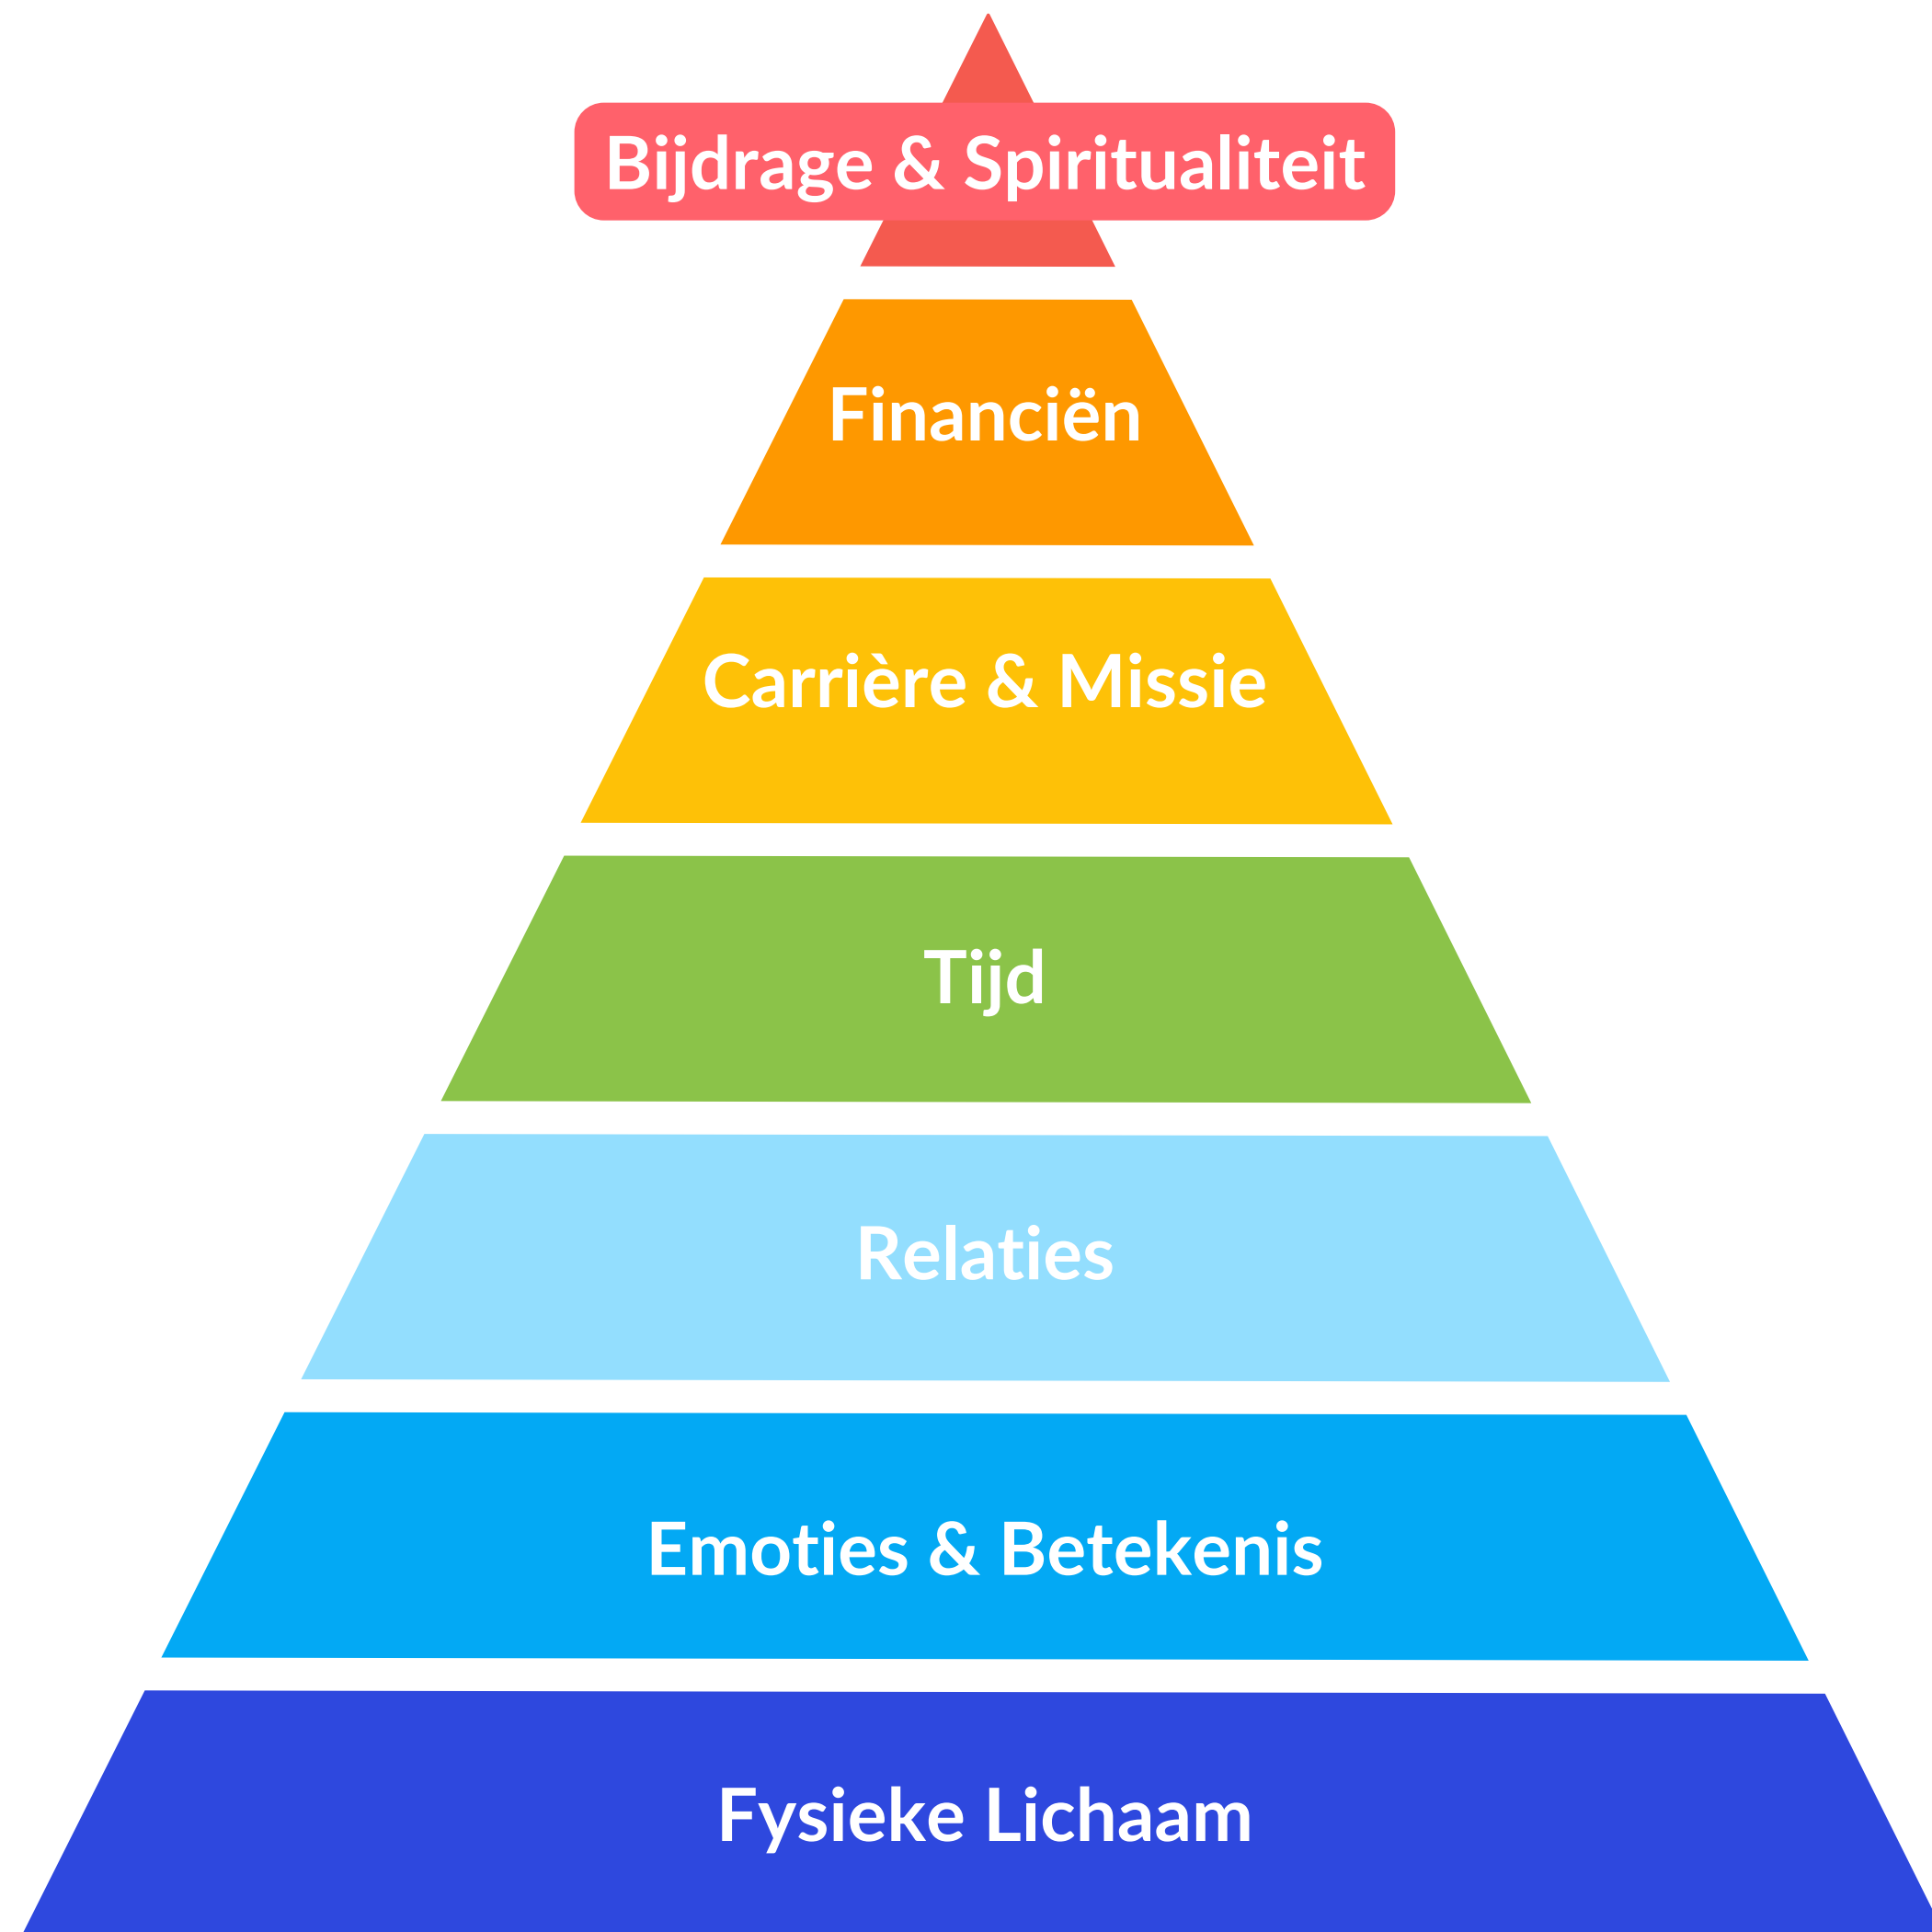 Bijdrage & Spiritualiteit
Financiën
Carrière & Missie
Tijd
Relaties
Emoties & Betekenis
Fysieke Lichaam